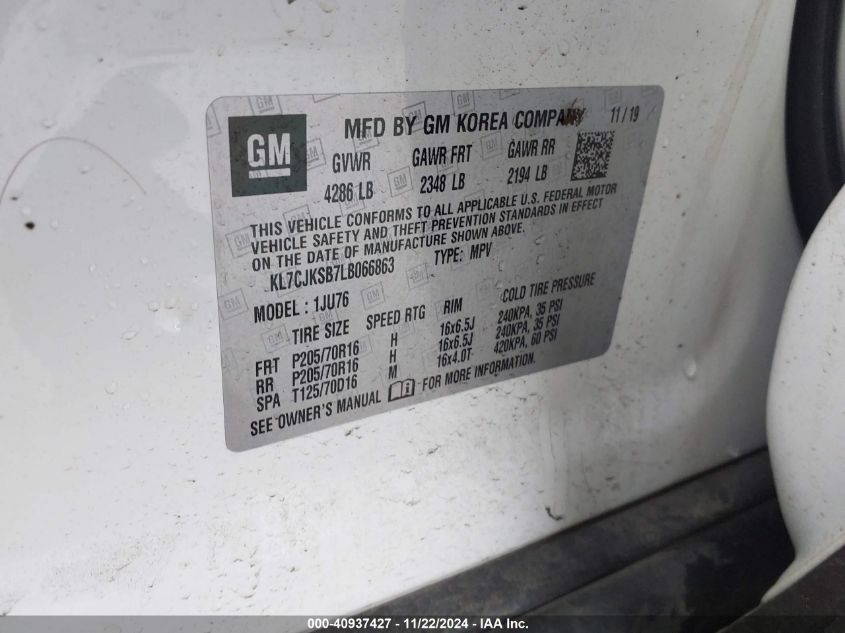 GM
MFD BY GM KOREA COMPANY 11/19
GVWR GAWR FRT GAWR RR
4286 LB 2348 LB 2194 LB
THIS VEHICLE CONFORMS TO ALL APPLICABLE U.S. FEDERAL MOTOR
VEHICLE SAFETY AND THEFT PREVENTION STANDARDS IN EFFECT
ON THE DATE OF MANUFACTURE SHOWN ABOVE.
KL7CJKSB7LB066863 TYPE: MPV
MODEL : 1JU76
TIRE SIZE SPEED RTG RIM COLD TIRE PRESSURE
FRT P205/70R16 H 16x6.5J 240KPA, 35 PSI
RR P205/70R16 H 16x6.5J 240KPA, 35 PSI
SPA T125/70D16 M 16x4.0T 420KPA, 60 PSI
SEE OWNER'S MANUAL FOR MORE INFORMATION.
000-40937427 - 11/22/2024 - IAA Inc.